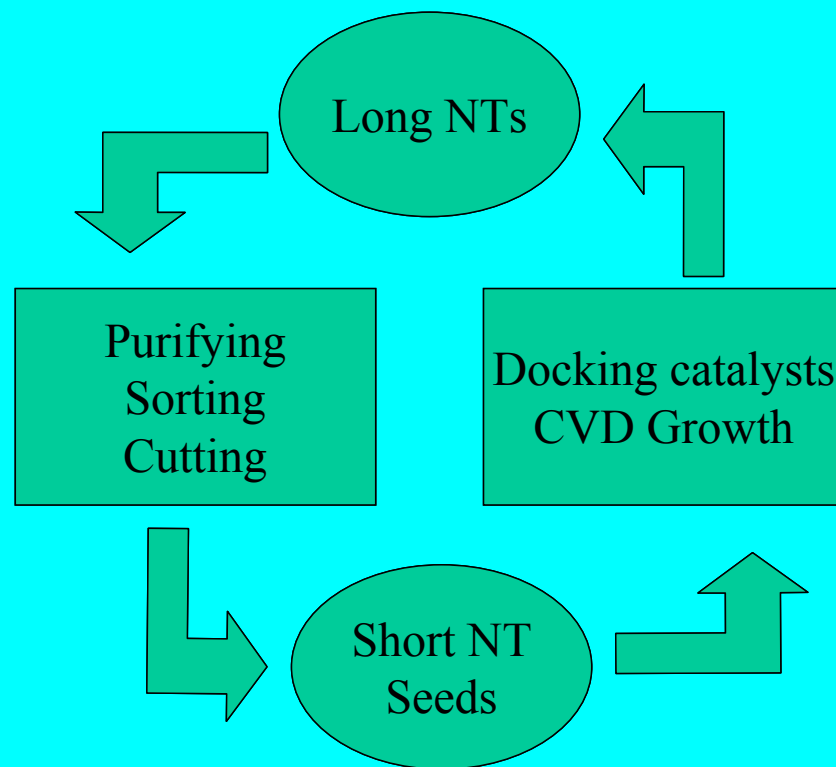 Long NTs
Purifying
Sorting
Cutting
Docking catalysts
CVD Growth
Short NT
Seeds